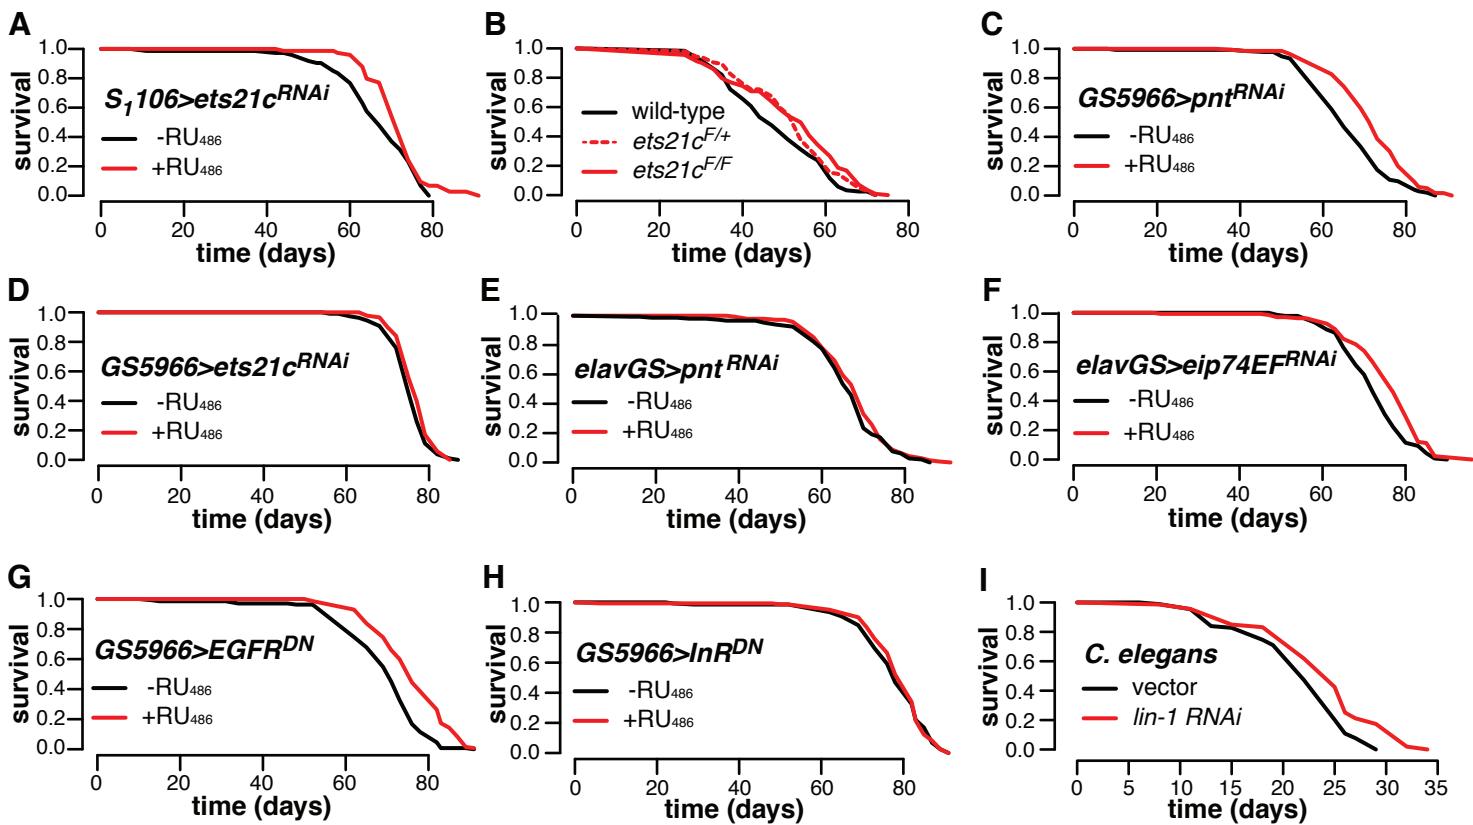 A
1.0
0.8
0.6
0.4
0.2
0.0
survival
S1106>ets21cRNAi
-RU486
+RU486
0 20 40 60 80
time (days)
B
1.0
0.8
0.6
0.4
0.2
0.0
survival
wild-type
ets21cF/+
ets21cF/F
0 20 40 60 80
time (days)
C
1.0
0.8
0.6
0.4
0.2
0.0
survival
GS5966>pntRNAi
-RU486
+RU486
0 20 40 60 80
time (days)
D
1.0
0.8
0.6
0.4
0.2
0.0
survival
GS5966>ets21cRNAi
-RU486
+RU486
0 20 40 60 80
time (days)
E
1.0
0.8
0.6
0.4
0.2
0.0
survival
elavGS>pnt RNAi
-RU486
+RU486
0 20 40 60 80
time (days)
F
1.0
0.8
0.6
0.4
0.2
0.0
survival
elavGS>eip74EFRNAi
-RU486
+RU486
0 20 40 60 80
time (days)
G
1.0
0.8
0.6
0.4
0.2
0.0
survival
GS5966>EGFRDN
-RU486
+RU486
0 20 40 60 80
time (days)
H
1.0
0.8
0.6
0.4
0.2
0.0
survival
GS5966>InRDN
-RU486
+RU486
0 20 40 60 80
time (days)
I
1.0
0.8
0.6
0.4
0.2
0.0
survival
C. elegans
vector
lin-1 RNAi
0 5 10 15 20 25 30 35
time (days)